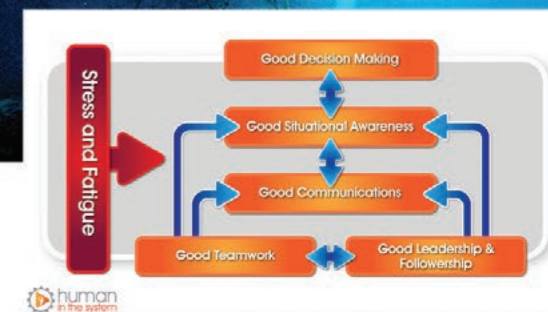 Good Decision Making
Stress and Fatigue
Good Situational Awareness
Good Communications
Good Teamwork
Good Leadership &
Followership
human
in the system